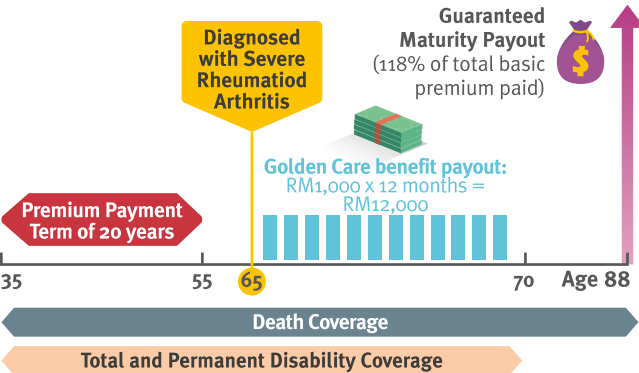 Guaranteed
Maturity Payout
(118% of total basic
premium paid)
$
Diagnosed
with Severe
Rheumatiod
Arthritis
Golden Care benefit payout:
RM1,000 x 12 months =
RM12,000
Premium Payment
Term of 20 years
35 55 65 70 Age 88
Death Coverage
Total and Permanent Disability Coverage